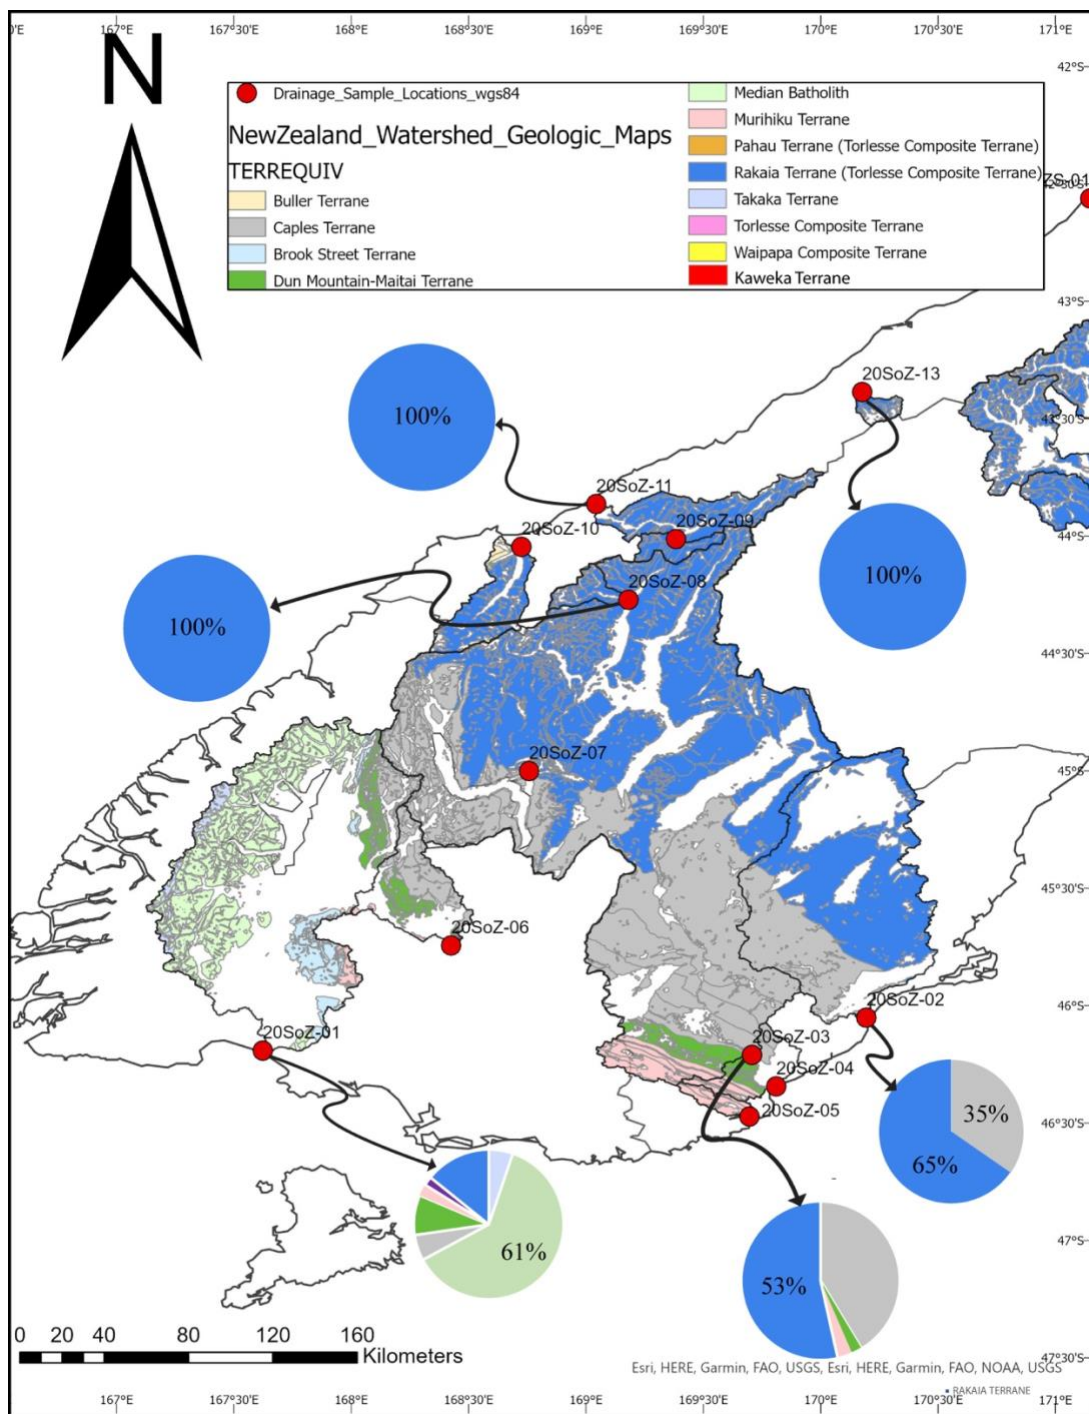 0°E 167°E 167°30'E 168°E 168°30'E 169°E 169°30'E 170°E 170°30'E 171°E
N
42°S
Drainage_Sample_Locations_wgs84
NewZealand_Watershed_Geologic_Maps
TERREQUIV
Buller Terrane
Caples Terrane
Brook Street Terrane
Dun Mountain-Maitai Terrane
Median Batholith
Murihiku Terrane
Pahau Terrane (Torlesse Composite Terrane)
Rakaia Terrane (Torlesse Composite Terrane)
Takaka Terrane
Torlesse Composite Terrane
Waipapa Composite Terrane
Kaweka Terrane
ZS-01
42°30'S
43°S
20SoZ-13
100%
43°30'S
20SoZ-11
20SoZ-10
20SoZ-09
44°S
100%
20SoZ-08
100%
44°30'S
20SoZ-07
45°S
45°30'S
20SoZ-06
20SoZ-02
46°S
20SoZ-01
20SoZ-03
20SoZ-04
20SoZ-05
35%
65%
46°30'S
61%
47°S
53%
0 20 40 80 120 160
Kilometers
47°30'S
Esri, HERE, Garmin, FAO, USGS, Esri, HERE, Garmin, FAO, NOAA, USGS
RAKAIA TERRANE
167°E 167°30'E 168°E 168°30'E 169°E 169°30'E 170°E 170°30'E 171°E